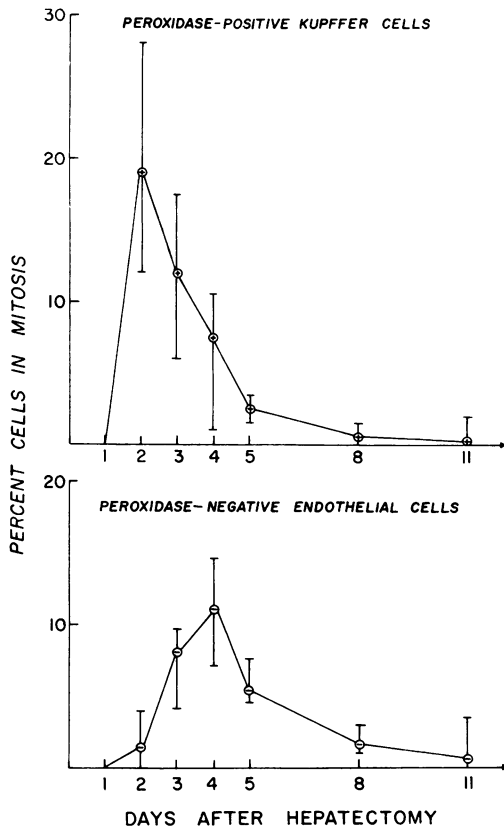 PEROXIDASE-POSITIVE KUPFFER CELLS
30
20
10
1 2 3 4 5 8 11
PERCENT CELLS IN MITOSIS
PEROXIDASE-NEGATIVE ENDOTHELIAL CELLS
20
10
1 2 3 4 5 8 11
DAYS AFTER HEPATECTOMY